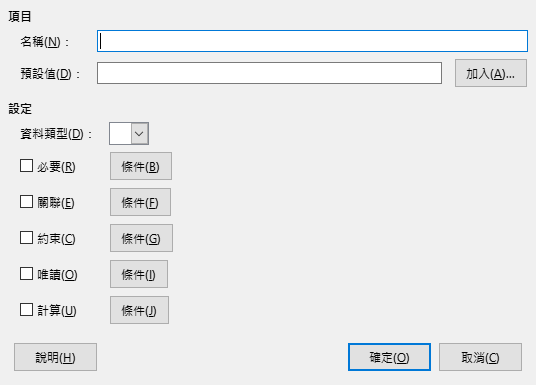 項目
名稱(N)：
預設值(D)： 加入(A)...
設定
資料類型(D)：
必要(R) 條件(B)
關聯(E) 條件(F)
約束(C) 條件(G)
唯讀(O) 條件(I)
計算(U) 條件(J)
說明(H) 確定(O) 取消(C)